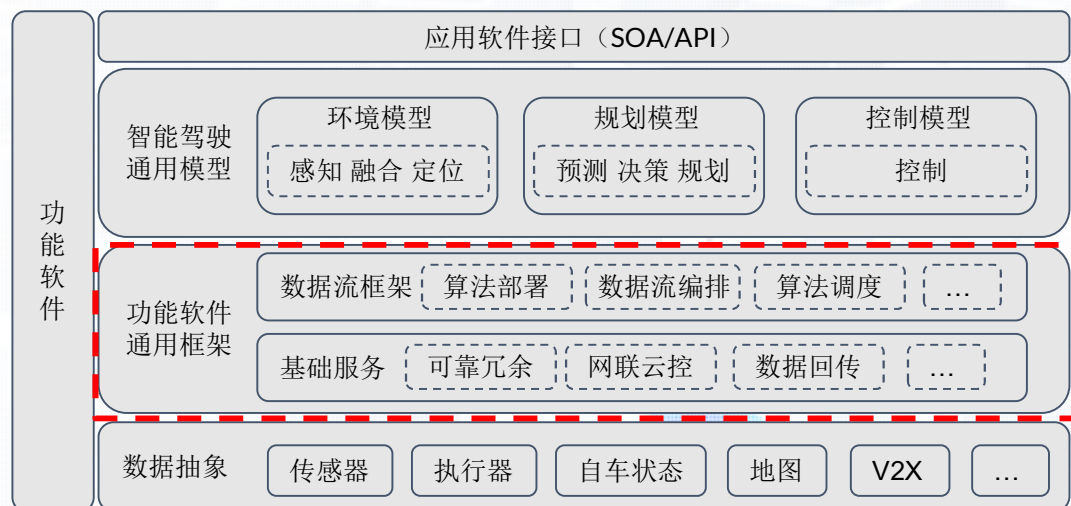 功能软件
应用软件接口（SOA/API）
智能驾驶
通用模型
环境模型
感知 融合 定位
规划模型
预测 决策 规划
控制模型
控制
功能软件
通用框架
数据流框架 算法部署 数据流编排 算法调度 …
基础服务 可靠冗余 网联云控 数据回传 …
数据抽象 传感器 执行器 自车状态 地图 V2X …